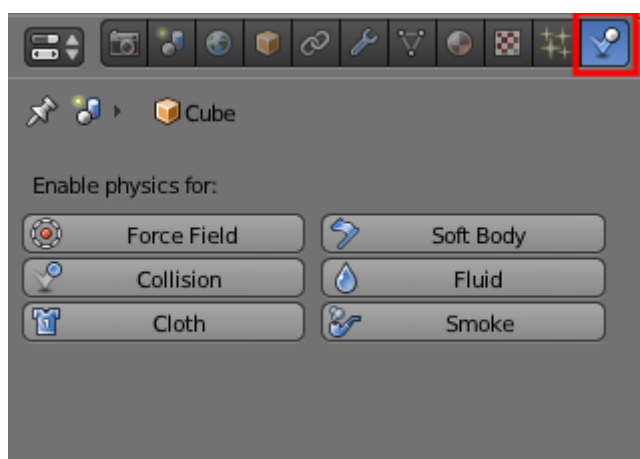 Cube
Enable physics for:
Force Field Soft Body
Collision Fluid
Cloth Smoke